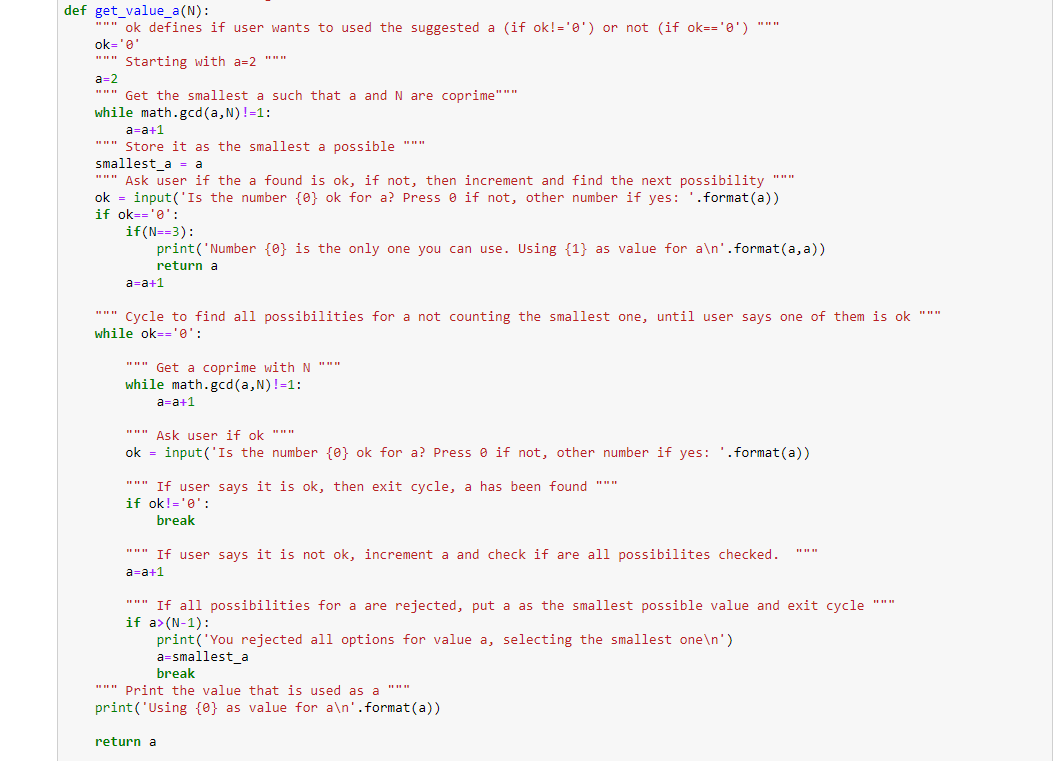 def get_value_a(N):
    """ ok defines if user wants to used the suggested a (if ok!='0') or not (if ok=='0') """
    ok='0'
    """ Starting with a=2 """
    a=2
    """ Get the smallest a such that a and N are coprime"""
    while math.gcd(a,N)!=1:
        a=a+1
    """ Store it as the smallest a possible """
    smallest_a = a
    """ Ask user if the a found is ok, if not, then increment and find the next possibility """
    ok = input('Is the number {0} ok for a? Press 0 if not, other number if yes: '.format(a))
    if ok=='0':
        if(N==3):
            print('Number {0} is the only one you can use. Using {1} as value for a\n'.format(a,a))
            return a
        a=a+1
    """ Cycle to find all possibilities for a not counting the smallest one, until user says one of them is ok """
    while ok=='0':
        """ Get a coprime with N """
        while math.gcd(a,N)!=1:
            a=a+1
        """ Ask user if ok """
        ok = input('Is the number {0} ok for a? Press 0 if not, other number if yes: '.format(a))
        """ If user says it is ok, then exit cycle, a has been found """
        if ok!='0':
            break
        """ If user says it is not ok, increment a and check if are all possibilites checked.  """
        a=a+1
        """ If all possibilities for a are rejected, put a as the smallest possible value and exit cycle """
        if a>(N-1):
            print('You rejected all options for value a, selecting the smallest one\n')
            a=smallest_a
            break
    """ Print the value that is used as a """
    print('Using {0} as value for a\n'.format(a))
    return a